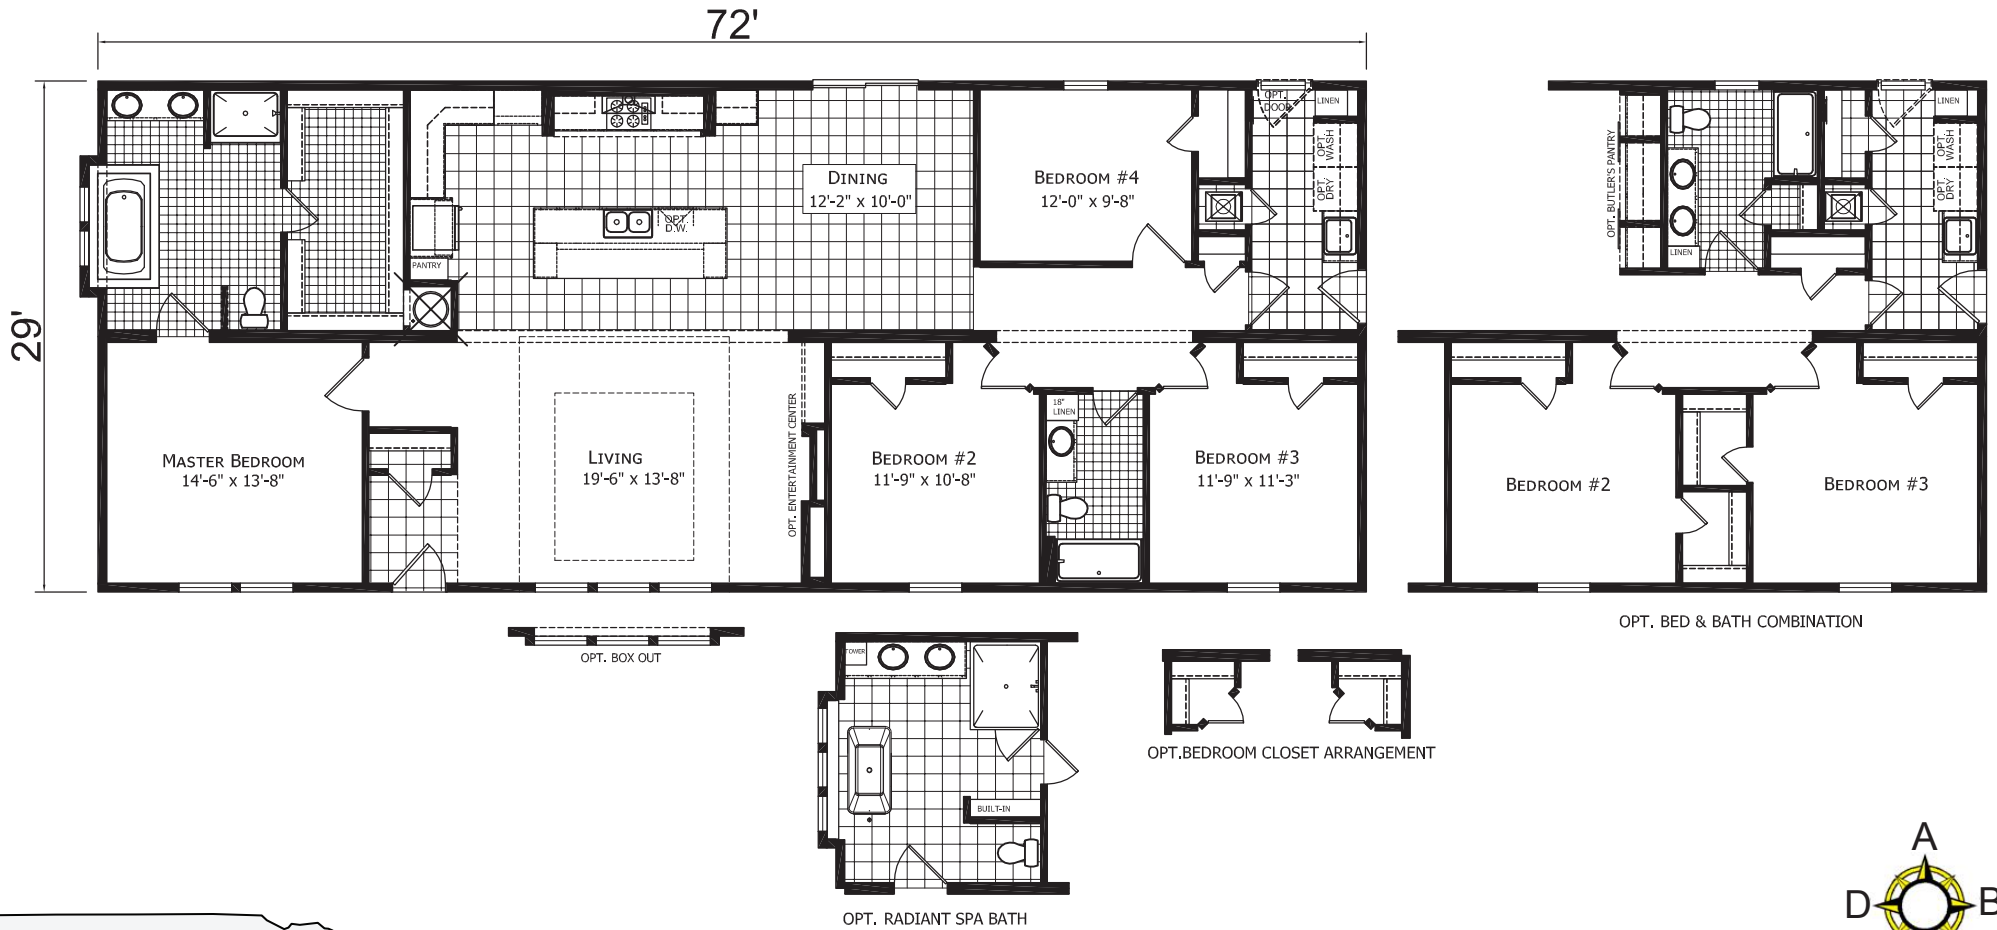 72'
29'
DINING
12'-2" x 10'-0"
BEDROOM #4
12'-0" x 9'-8"
OPT.
DOOR
LINEN
OPT.
WASH
OPT.
DRY
OPT.
D.W.
PANTRY
MASTER BEDROOM
14'-6" x 13'-8"
LIVING
19'-6" x 13'-8"
OPT. ENTERTAINMENT CENTER
BEDROOM #2
11'-9" x 10'-8"
18"
LINEN
BEDROOM #3
11'-9" x 11'-3"
OPT. BUTLER'S PANTRY
LINEN
LINEN
OPT.
WASH
OPT.
DRY
BEDROOM #2
BEDROOM #3
OPT. BED & BATH COMBINATION
OPT. BOX OUT
TOWER
BUILT-IN
OPT. RADIANT SPA BATH
OPT.BEDROOM CLOSET ARRANGEMENT
A
D
B